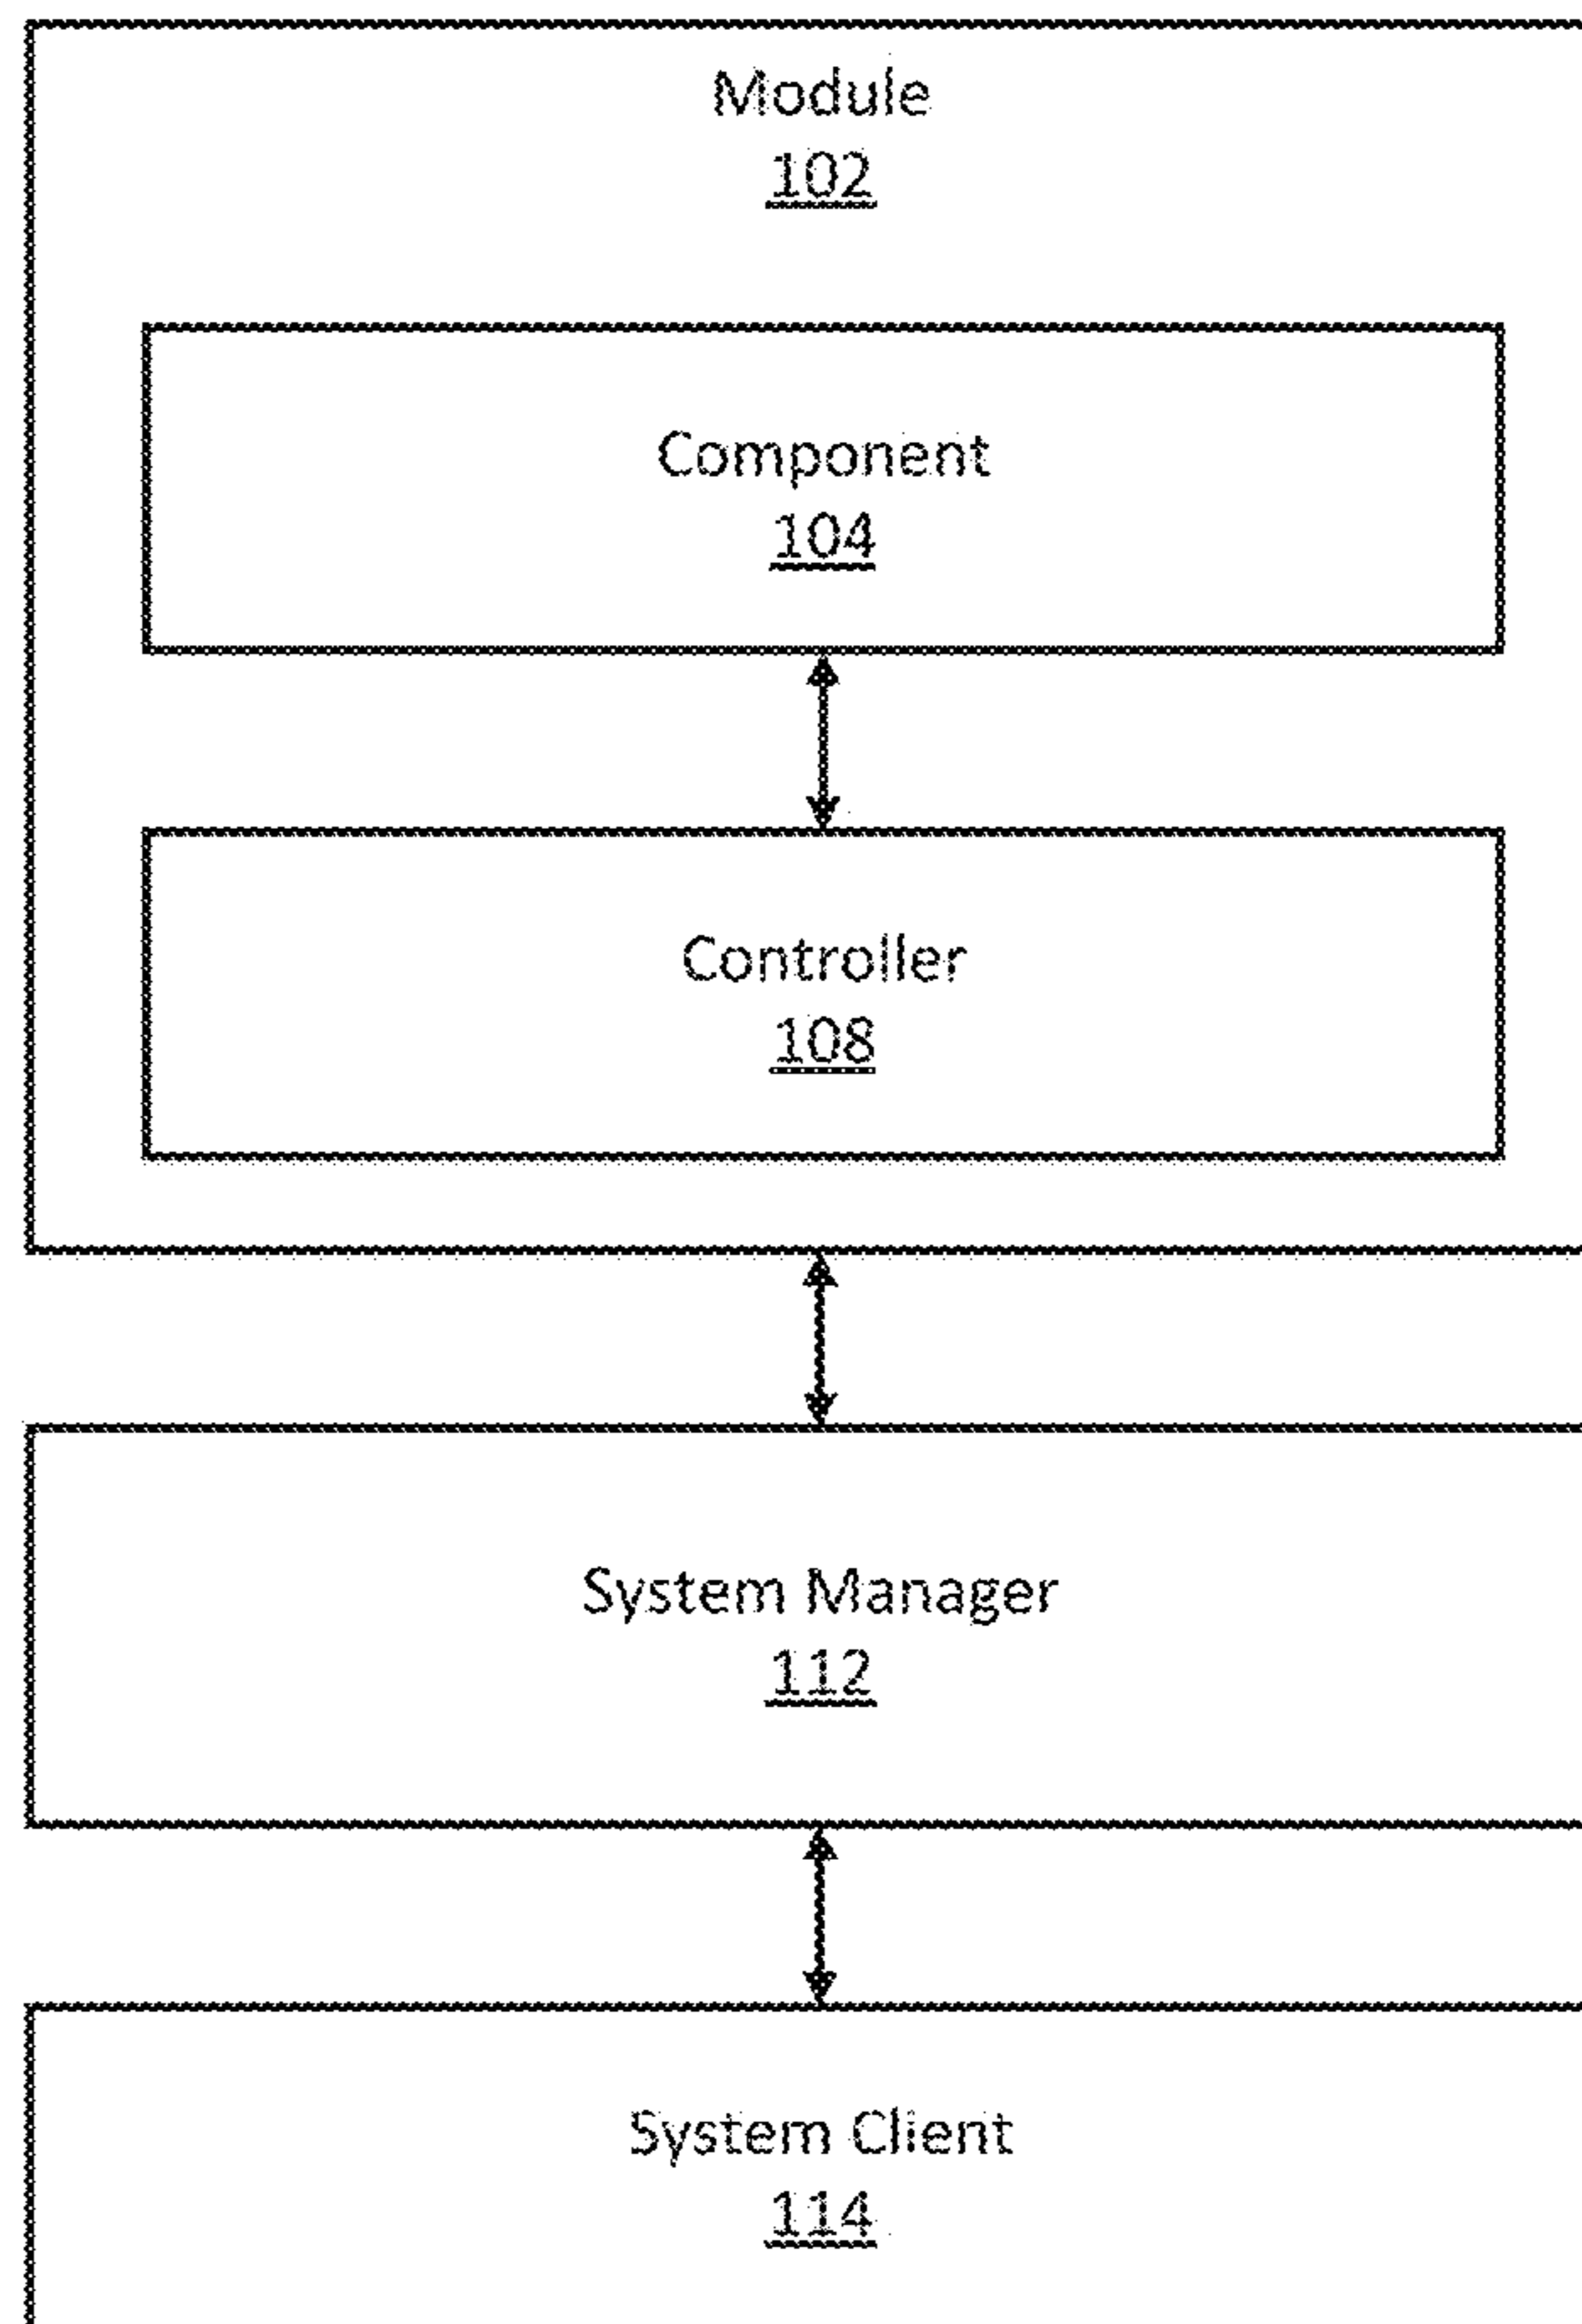 Module
102
Component
104
Controller
108
System Manager
112
System Client
114